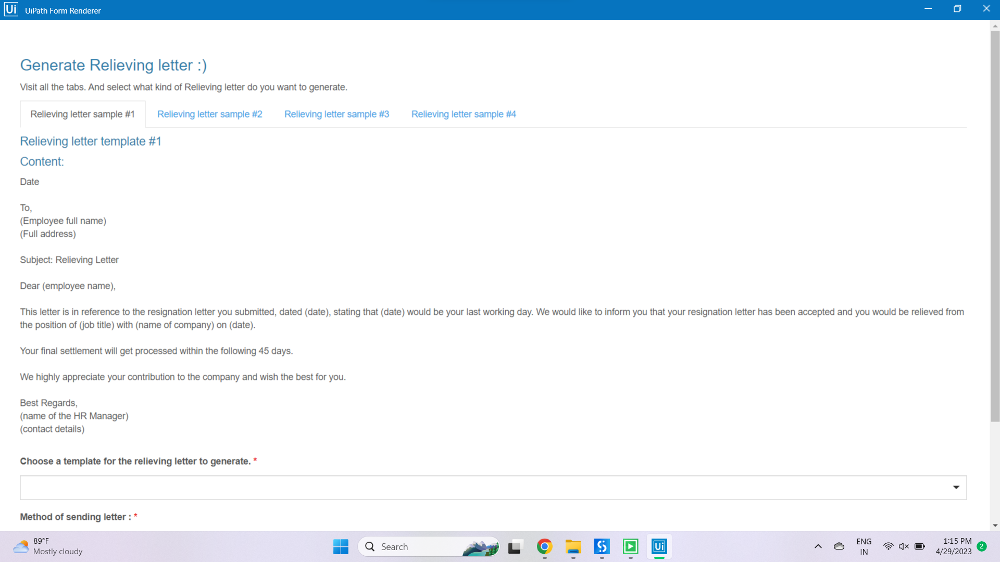 Ui UiPath Form Renderer
Generate Relieving letter :)
Visit all the tabs. And select what kind of Relieving letter do you want to generate.
Relieving letter sample #1
Relieving letter sample #2
Relieving letter sample #3
Relieving letter sample #4
Relieving letter template #1
Content:
Date
To,
(Employee full name)
(Full address)
Subject: Relieving Letter
Dear (employee name),
This letter is in reference to the resignation letter you submitted, dated (date), stating that (date) would be your last working day. We would like to inform you that your resignation letter has been accepted and you would be relieved from
the position of (job title) with (name of company) on (date).
Your final settlement will get processed within the following 45 days.
We highly appreciate your contribution to the company and wish the best for you.
Best Regards,
(name of the HR Manager)
(contact details)
Choose a template for the relieving letter to generate. *
Method of sending letter : *
89°F
Mostly cloudy
Search
Ui
ENG
IN
1:15 PM
4/29/2023
2